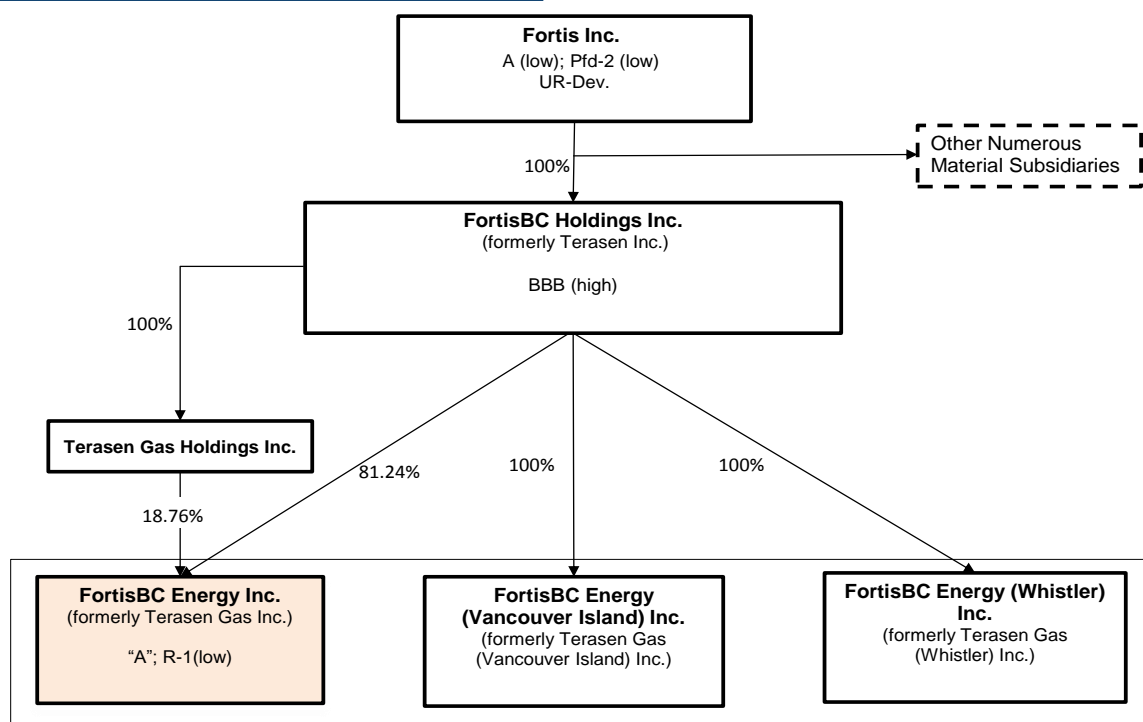 Fortis Inc.
A (low); Pfd-2 (low)
UR-Dev.
Other Numerous
Material Subsidiaries
100%
FortisBC Holdings Inc.
(formerly Terasen Inc.)
BBB (high)
100%
Terasen Gas Holdings Inc.
81.24%
100%
100%
18.76%
FortisBC Energy Inc.
(formerly Terasen Gas Inc.)
“A”; R-1(low)
FortisBC Energy
(Vancouver Island) Inc.
(formerly Terasen Gas
(Vancouver Island) Inc.)
FortisBC Energy (Whistler)
Inc.
(formerly Terasen Gas
(Whistler) Inc.)